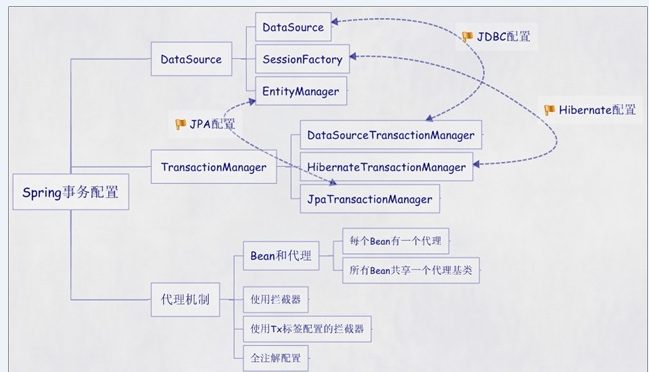 DataSource
JDBC配置
DataSource
SessionFactory
EntityManager
Hibernate配置
JPA配置
DataSourceTransactionManager
TransactionManager
HibernateTransactionManager
Spring事务配置
JpaTransactionManager
Bean和代理
每个Bean有一个代理
所有Bean共享一个代理基类
代理机制
使用拦截器
使用Tx标签配置的拦截器
全注解配置